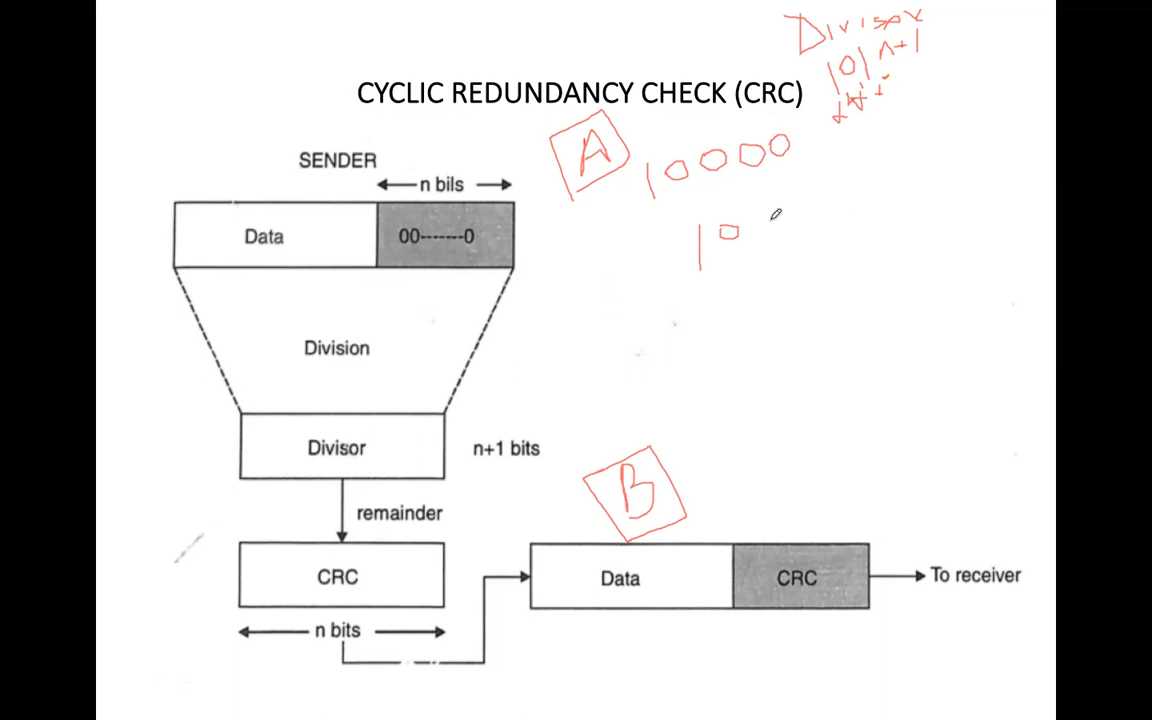 Divisor
101 n+1
CYCLIC REDUNDANCY CHECK (CRC)
A 10000
SENDER
n bils
10
Data 00-------0
Division
Divisor n+1 bits
B
remainder
CRC
Data CRC To receiver
n bits